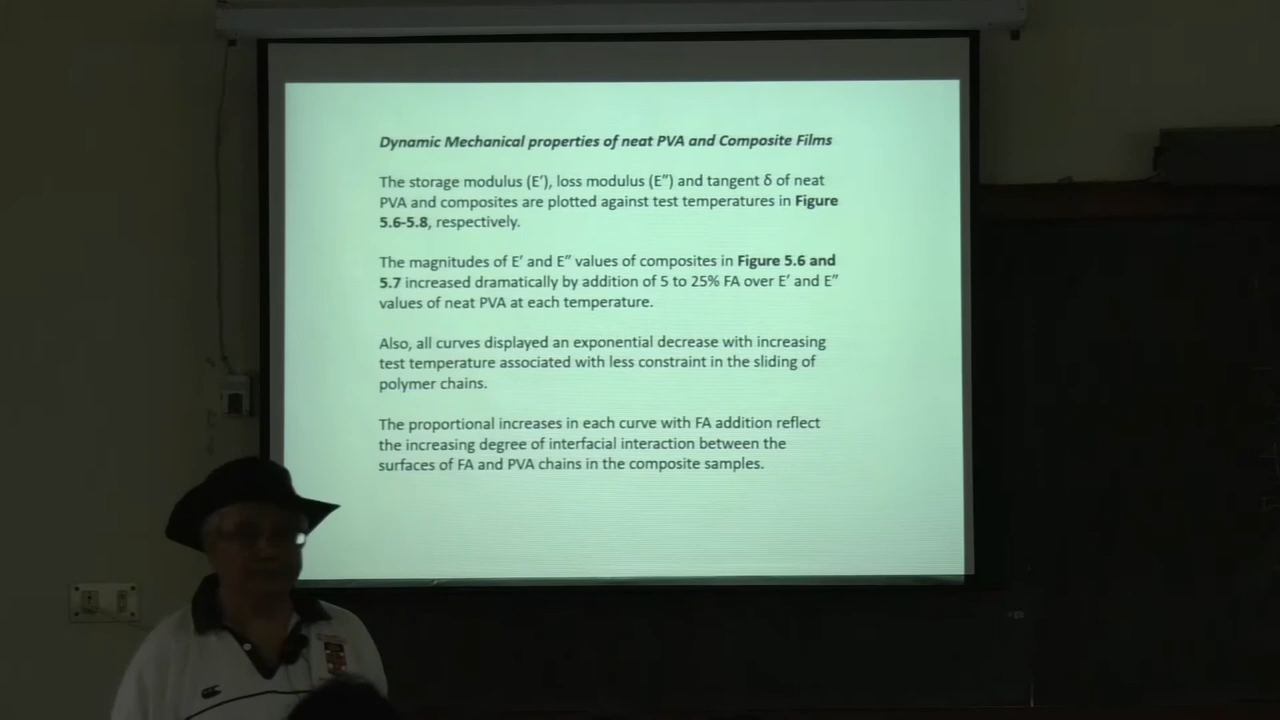 Dynamic Mechanical properties of neat PVA and Composite Films
The storage modulus (E′), loss modulus (E″) and tangent δ of neat
PVA and composites are plotted against test temperatures in Figure
5.6-5.8, respectively.
The magnitudes of E′ and E″ values of composites in Figure 5.6 and
5.7 increased dramatically by addition of 5 to 25% FA over E′ and E″
values of neat PVA at each temperature.
Also, all curves displayed an exponential decrease with increasing
test temperature associated with less constraint in the sliding of
polymer chains.
The proportional increases in each curve with FA addition reflect
the increasing degree of interfacial interaction between the
surfaces of FA and PVA chains in the composite samples.